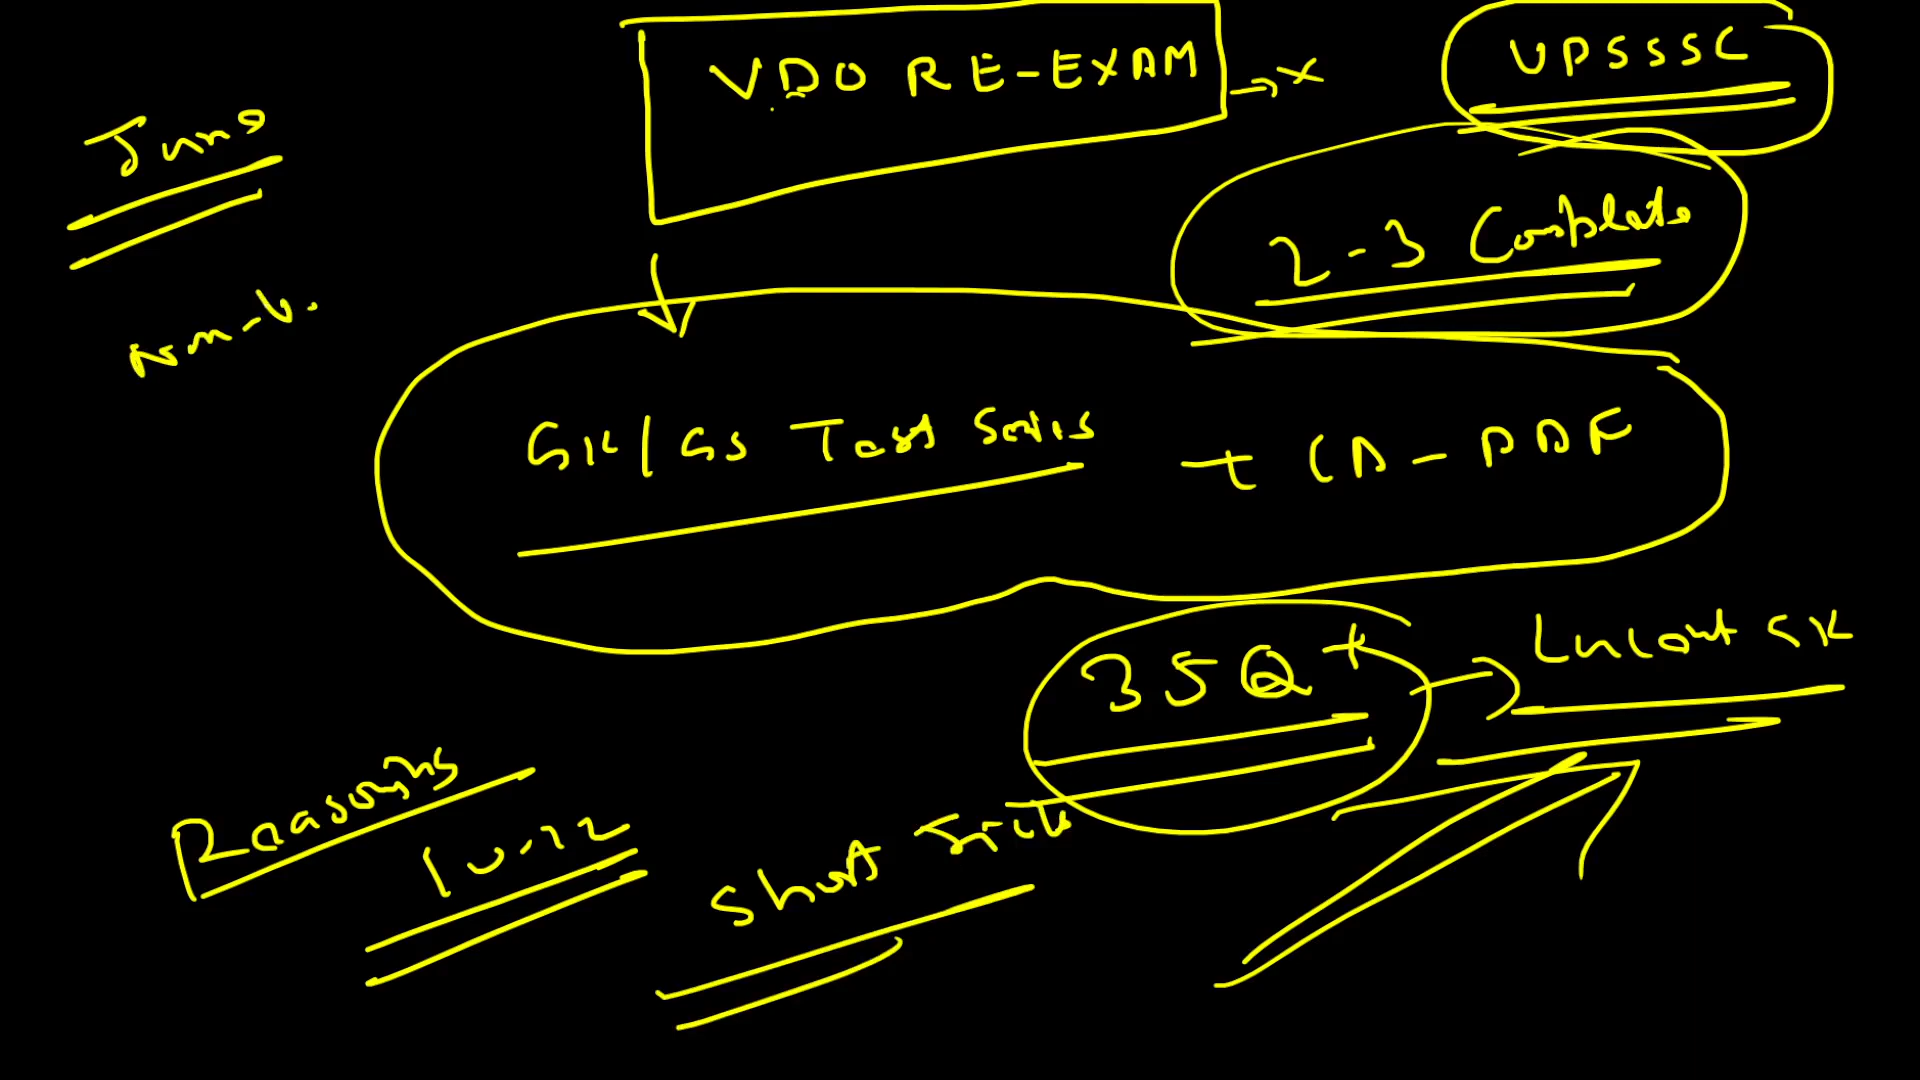 VDO RE-EXAM → x
UPSSSC
June
2-3 Complete
GK/GS Test Series + CA-PDF
35Q+ → Lucent GK
Reasoning
10-12
Short Trick